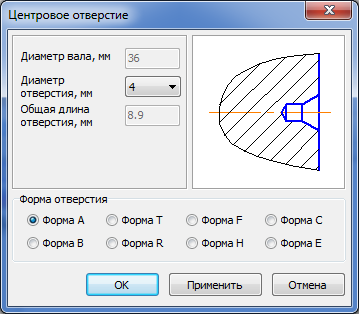 Центровое отверстие
Диаметр вала, мм 36
Диаметр
отверстия, мм 4
Общая длина
отверстия, мм 8.9
Форма отверстия
Форма A Форма T Форма F Форма C
Форма B Форма R Форма H Форма E
OK Применить Отмена